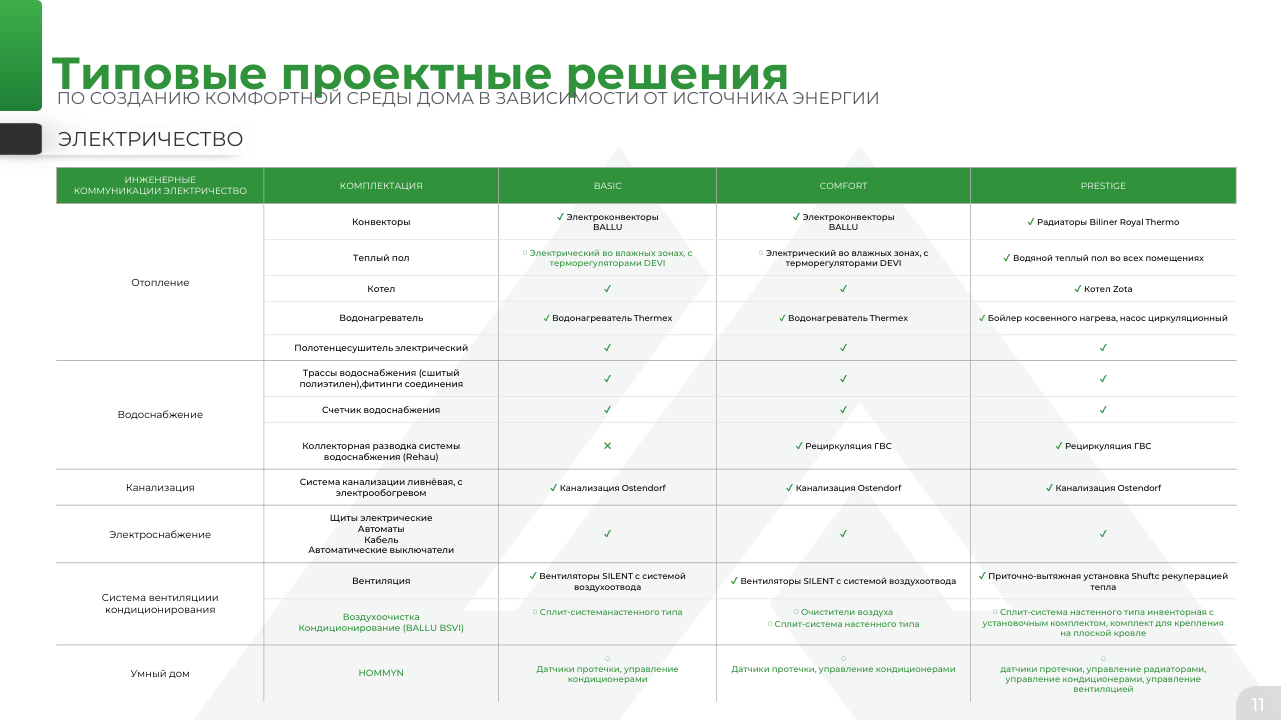 Типовые проектные решения
ПО СОЗДАНИЮ КОМФОРТНОЙ СРЕДЫ ДОМА В ЗАВИСИМОСТИ ОТ ИСТОЧНИКА ЭНЕРГИИ
ЭЛЕКТРИЧЕСТВО
ИНЖЕНЕРНЫЕ
КОММУНИКАЦИИ ЭЛЕКТРИЧЕСТВО
КОМПЛЕКТАЦИЯ
BASIC
COMFORT
PRESTIGE
Отопление
Конвекторы
✓ Электроконвекторы
BALLU
✓ Электроконвекторы
BALLU
✓ Радиаторы Biliner Royal Thermo
Теплый пол
○ Электрический во влажных зонах, с
терморегуляторами DEVI
○ Электрический во влажных зонах, с
терморегуляторами DEVI
✓ Водяной теплый пол во всех помещениях
Котел
✓
✓
✓ Котел Zota
Водонагреватель
✓ Водонагреватель Thermex
✓ Водонагреватель Thermex
✓ Бойлер косвенного нагрева, насос циркуляционный
Полотенцесушитель электрический
✓
✓
✓
Водоснабжение
Трассы водоснабжения (сшитый
полиэтилен),фитинги соединения
✓
✓
✓
Счетчик водоснабжения
✓
✓
✓
Коллекторная разводка системы
водоснабжения (Rehau)
✕
✓ Рециркуляция ГВС
✓ Рециркуляция ГВС
Канализация
Система канализации ливнёвая, с
электрообогревом
✓ Канализация Ostendorf
✓ Канализация Ostendorf
✓ Канализация Ostendorf
Электроснабжение
Щиты электрические
Автоматы
Кабель
Автоматические выключатели
✓
✓
✓
Система вентиляциии
кондиционирования
Вентиляция
✓ Вентиляторы SILENT с системой
воздухоотвода
✓ Вентиляторы SILENT с системой воздухоотвода
✓ Приточно-вытяжная установка Shuftс рекуперацией
тепла
Воздухоочистка
Кондиционирование (BALLU BSVI)
○ Сплит-системанастенного типа
○ Очистители воздуха
○ Сплит-система настенного типа
○ Сплит-система настенного типа инвенторная с
установочным комплектом, комплект для крепления
на плоской кровле
Умный дом
HOMMYN
○
Датчики протечки, управление
кондиционерами
○
Датчики протечки, управление кондиционерами
○
датчики протечки, управление радиаторами,
управление кондиционерами, управление
вентиляцией
11